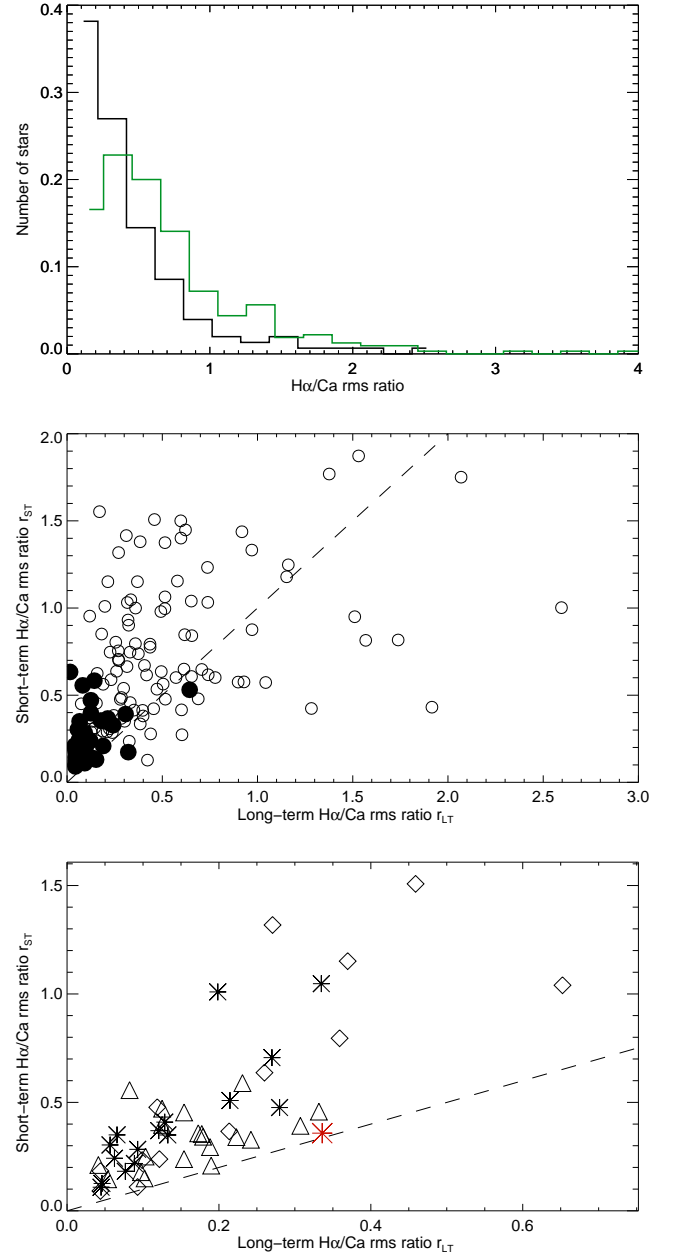 0.4
0.3
0.2
0.1
0.0
Number of stars
0 1 2 3 4
Hα/Ca rms ratio
2.0
1.5
1.0
0.5
0.0
Short−term Hα/Ca rms ratio rST
0.0 0.5 1.0 1.5 2.0 2.5 3.0
Long−term Hα/Ca rms ratio rLT
1.5
1.0
0.5
0.0
Short−term Hα/Ca rms ratio rST
0.0 0.2 0.4 0.6
Long−term Hα/Ca rms ratio rLT